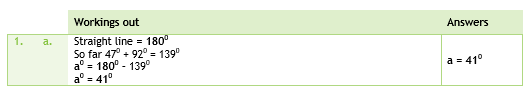 Workings out Answers
1. a. Straight line = 180⁰
So far 47⁰ + 92⁰ = 139⁰
a⁰ = 180⁰ - 139⁰
a⁰ = 41⁰
a = 41⁰